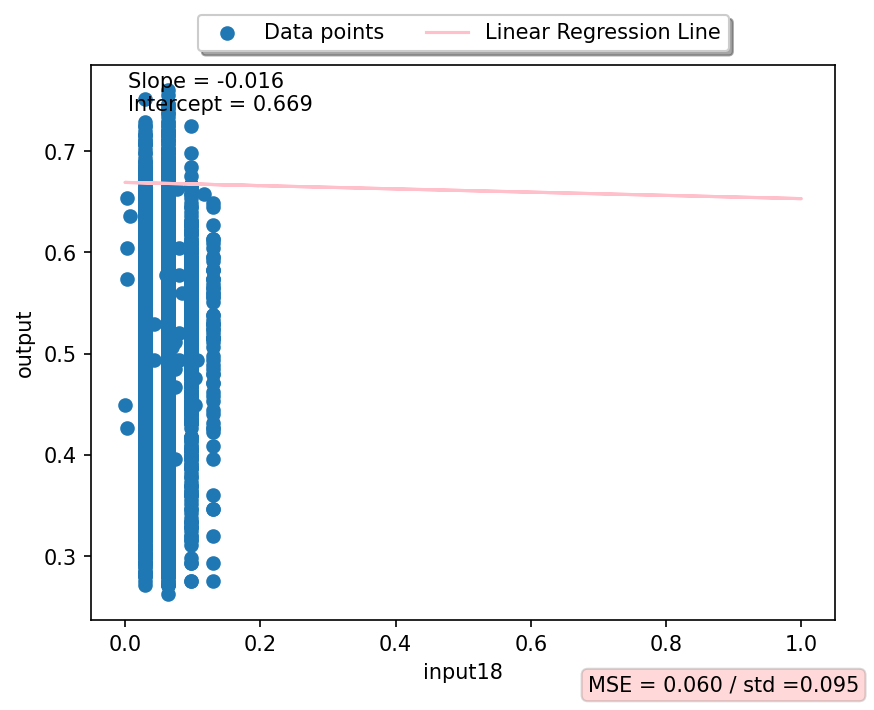 Data points
Linear Regression Line
Slope = -0.016
Intercept = 0.669
0.7
0.6
0.5
0.4
0.3
output
0.0 0.2 0.4 0.6 0.8 1.0
input18
MSE = 0.060 / std =0.095